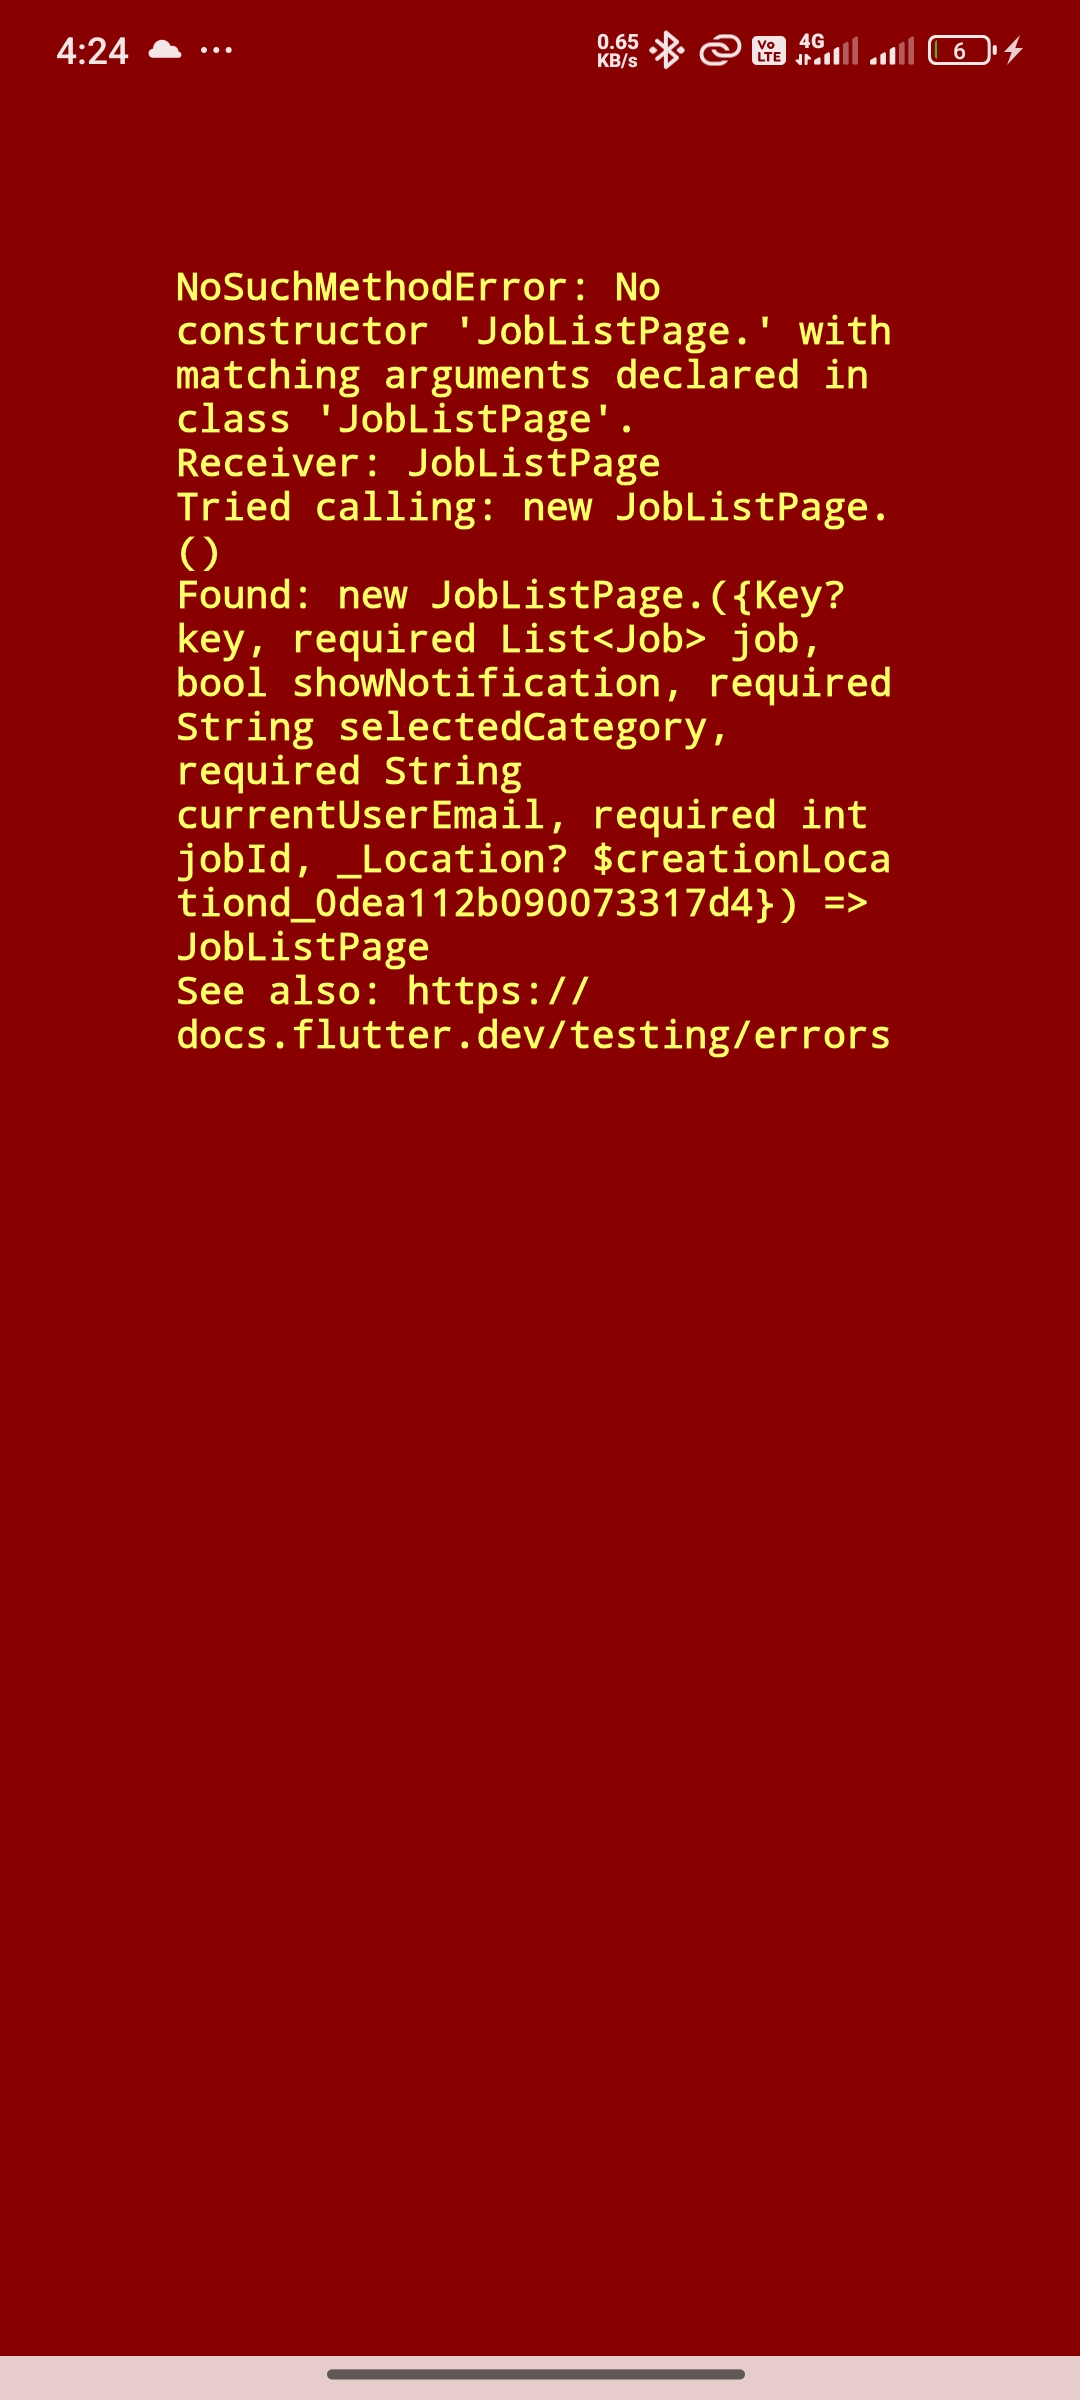 4:24
0.65
KB/s
Vo
LTE
4G
6
NoSuchMethodError: No
constructor 'JobListPage.' with
matching arguments declared in
class 'JobListPage'.
Receiver: JobListPage
Tried calling: new JobListPage.
()
Found: new JobListPage.({Key?
key, required List<Job> job,
bool showNotification, required
String selectedCategory,
required String
currentUserEmail, required int
jobId, _Location? $creationLoca
tiond_0dea112b090073317d4}) =>
JobListPage
See also: https://
docs.flutter.dev/testing/errors